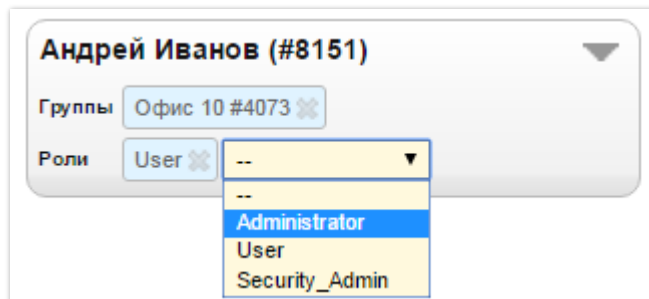 Андрей Иванов (#8151)
Группы Офис 10 #4073
Роли User --
--
Administrator
User
Security_Admin